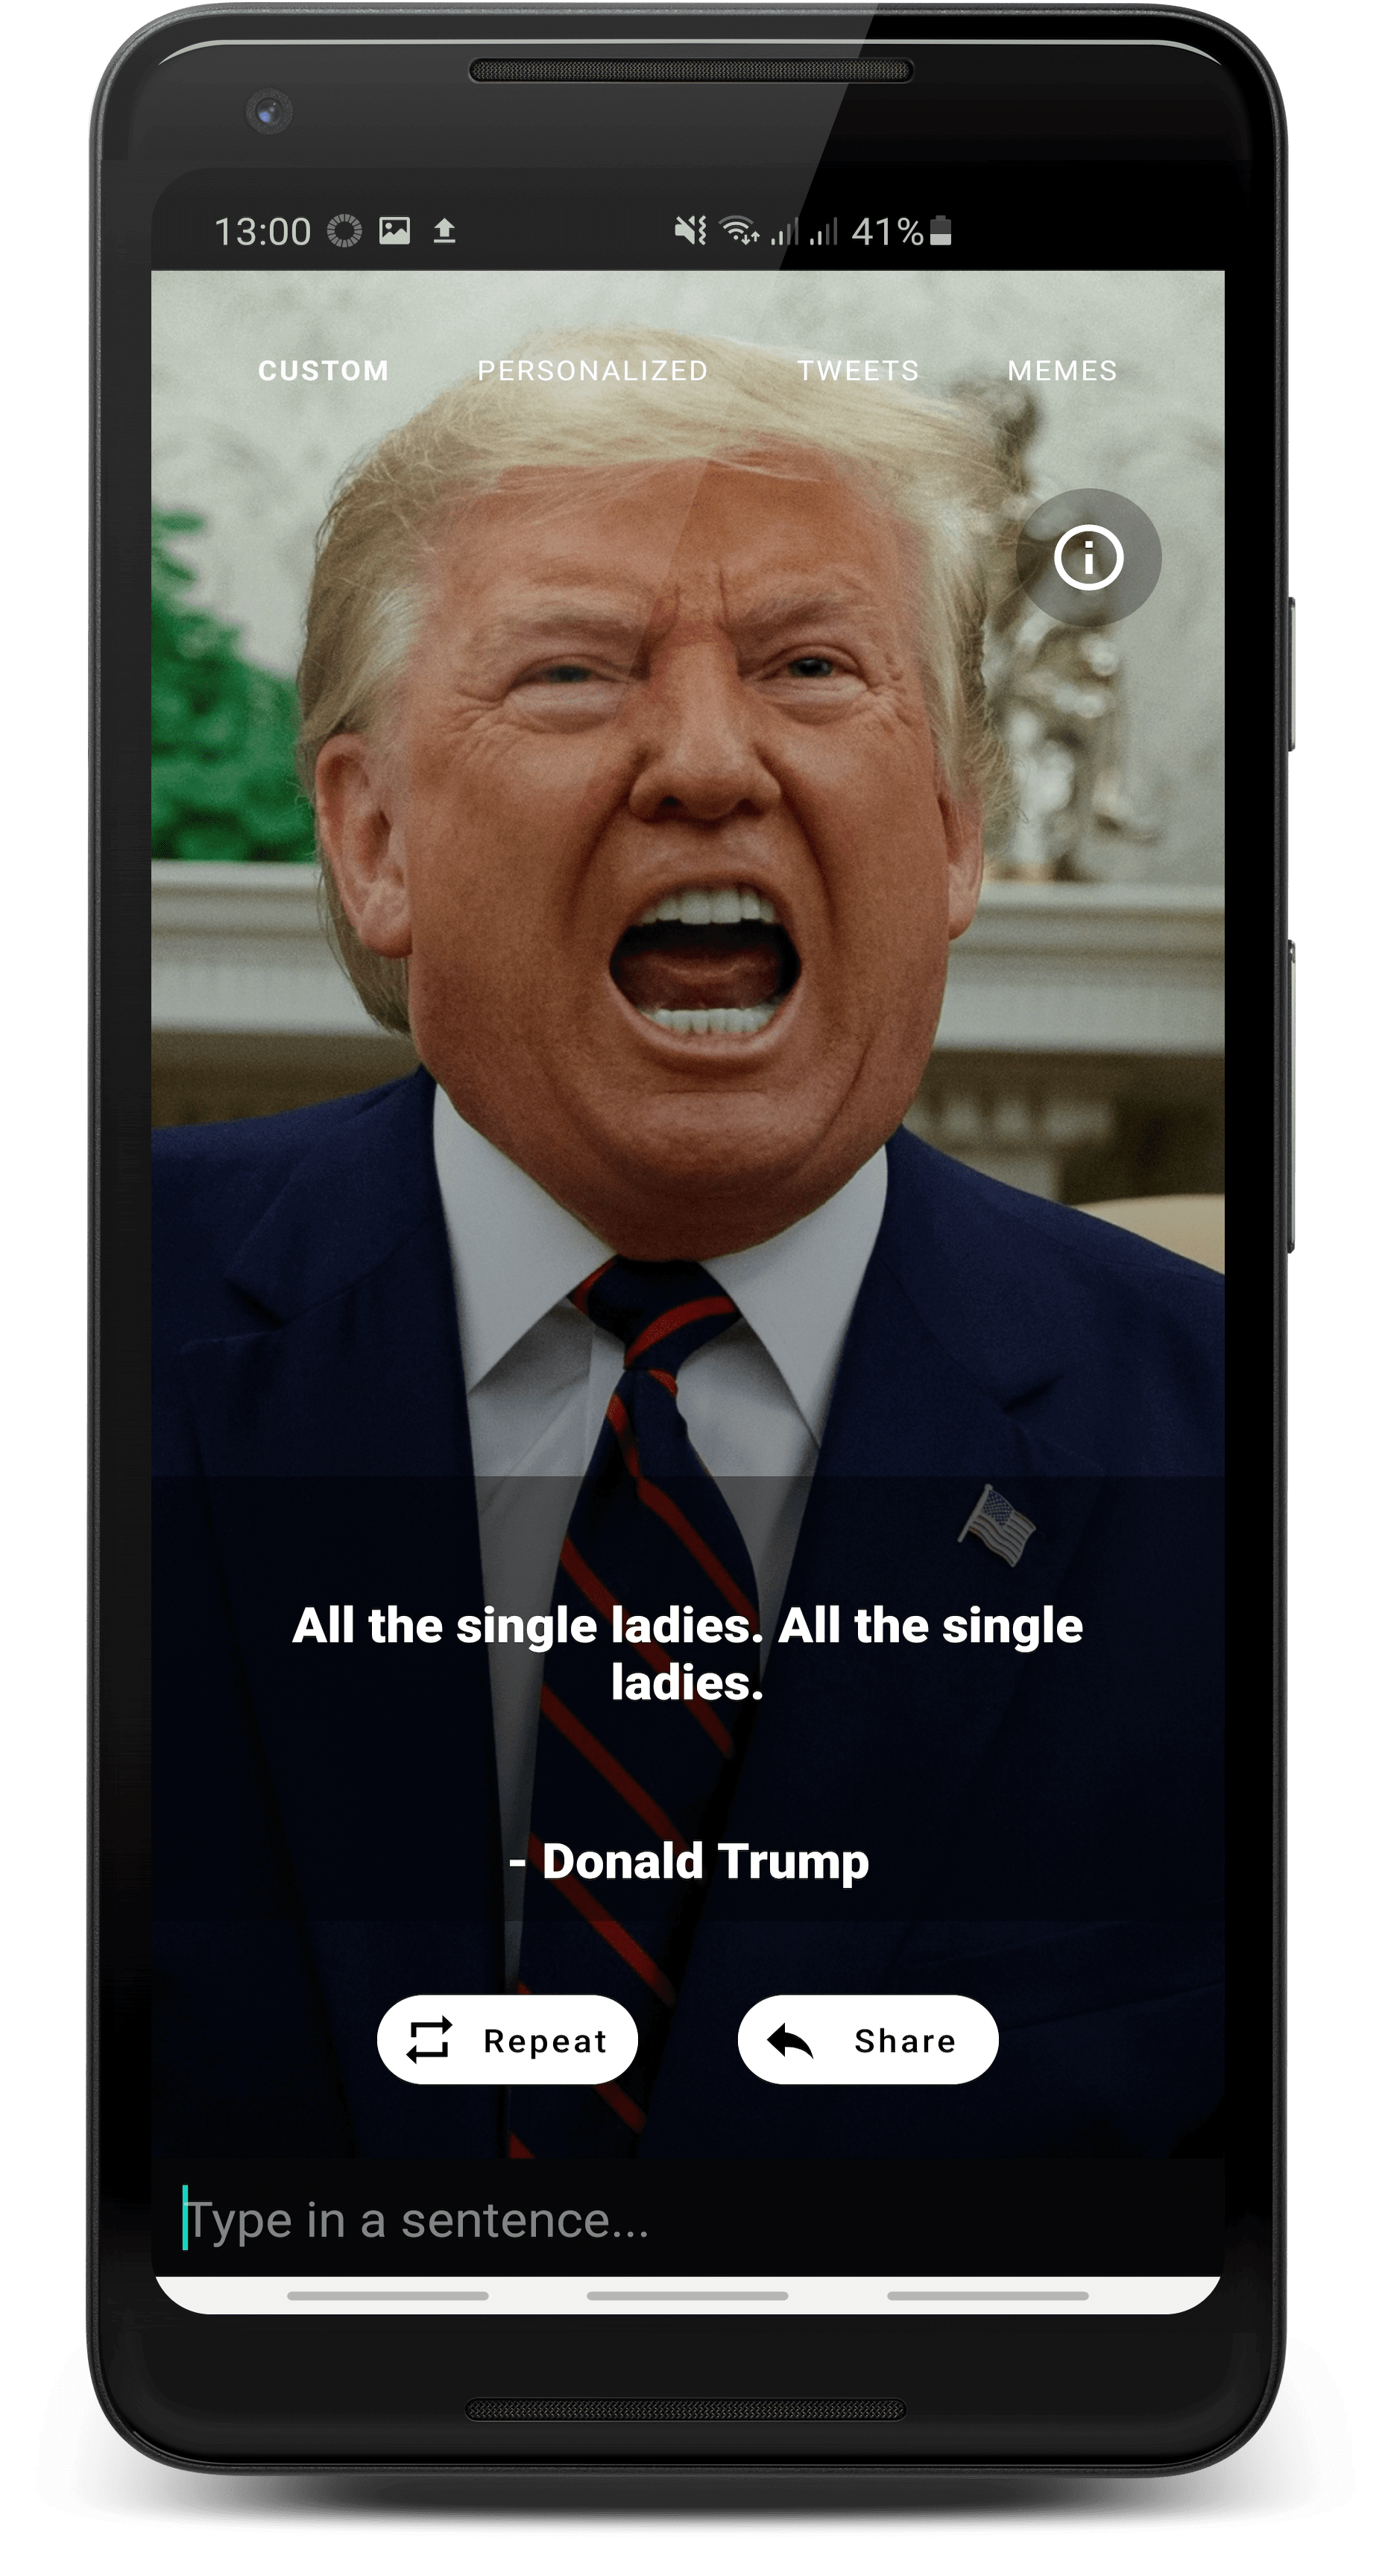 13:00 41%
CUSTOM PERSONALIZED TWEETS MEMES
All the single ladies. All the single
ladies.
- Donald Trump
Repeat Share
Type in a sentence...